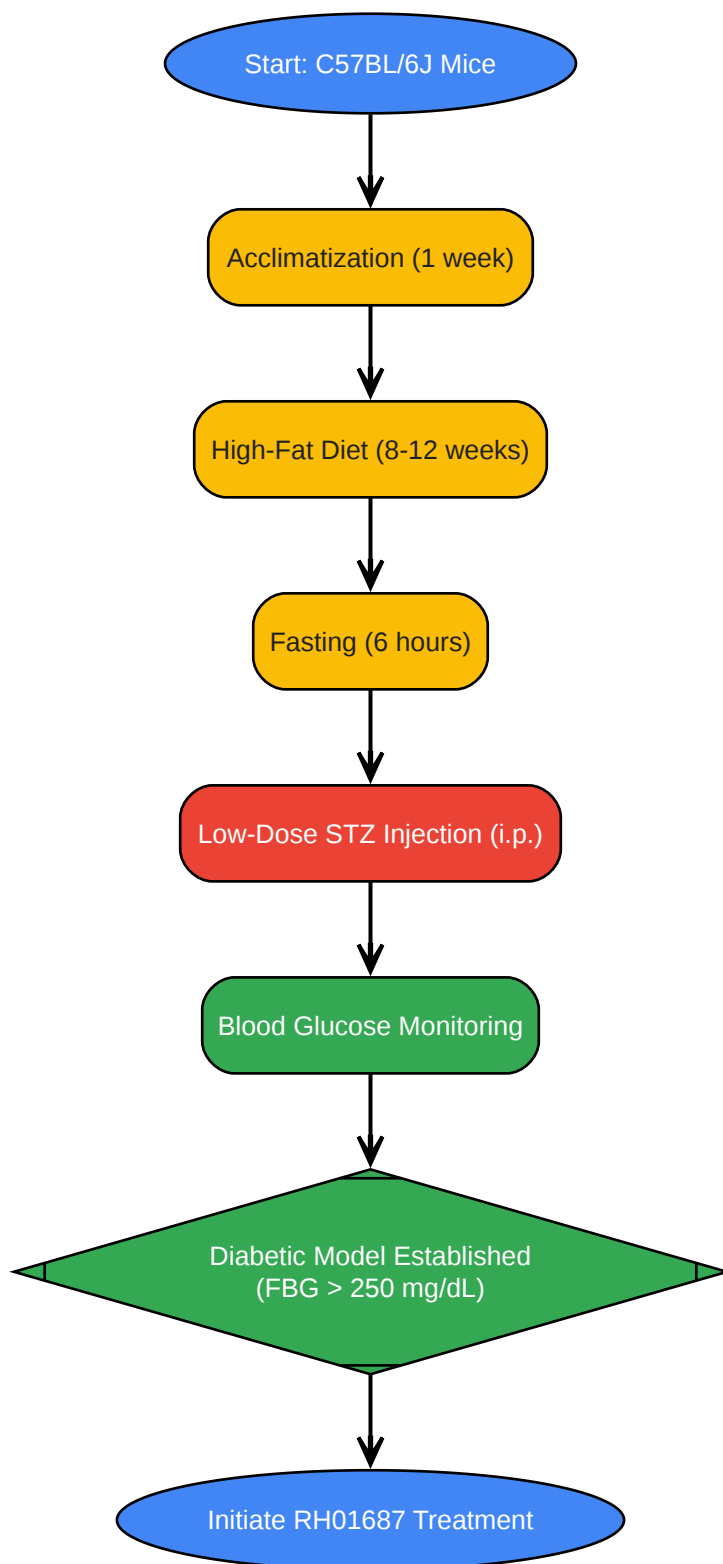 Start: C57BL/6J Mice
Acclimatization (1 week)
High-Fat Diet (8-12 weeks)
Fasting (6 hours)
Low-Dose STZ Injection (i.p.)
Blood Glucose Monitoring
Diabetic Model Established
(FBG > 250 mg/dL)
Initiate RH01687 Treatment